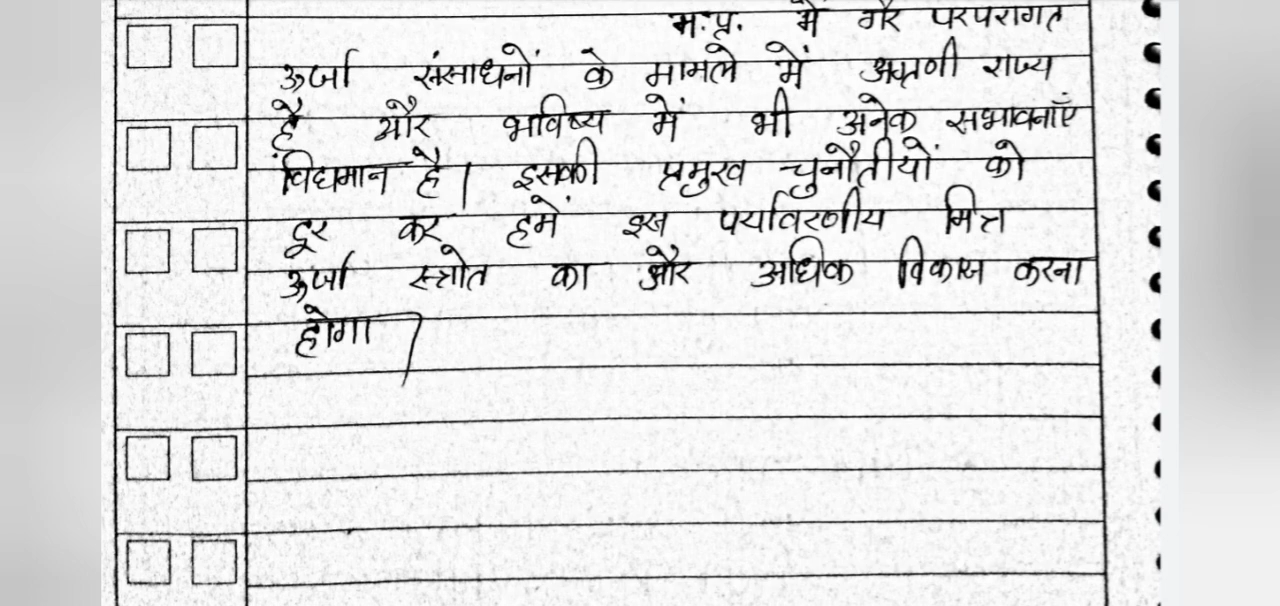 म.प्र. में गैर परपरागत
ऊर्जा संसाधनों के मामले में अग्रणी राज्य
है और भविष्य में भी अनेक सभावनाएँ
विद्यमान है। इसकी प्रमुख चुनौतीयों को
दूर कर हमें इस पर्यावरणीय मित्र
ऊर्जा स्त्रोत का और अधिक विकास करना
होगा।